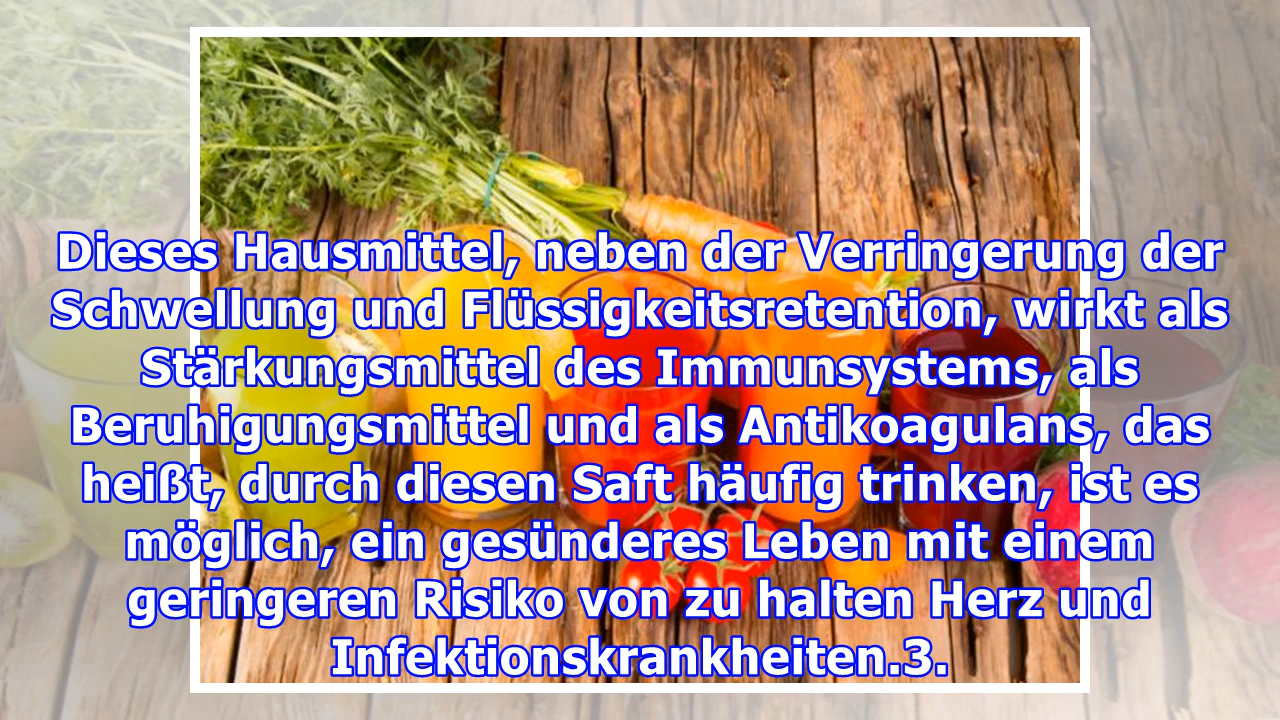 Dieses Hausmittel, neben der Verringerung der
Schwellung und Flüssigkeitsretention, wirkt als
Stärkungsmittel des Immunsystems, als
Beruhigungsmittel und als Antikoagulans, das
heißt, durch diesen Saft häufig trinken, ist es
möglich, ein gesünderes Leben mit einem
geringeren Risiko von zu halten Herz und
Infektionskrankheiten.3.